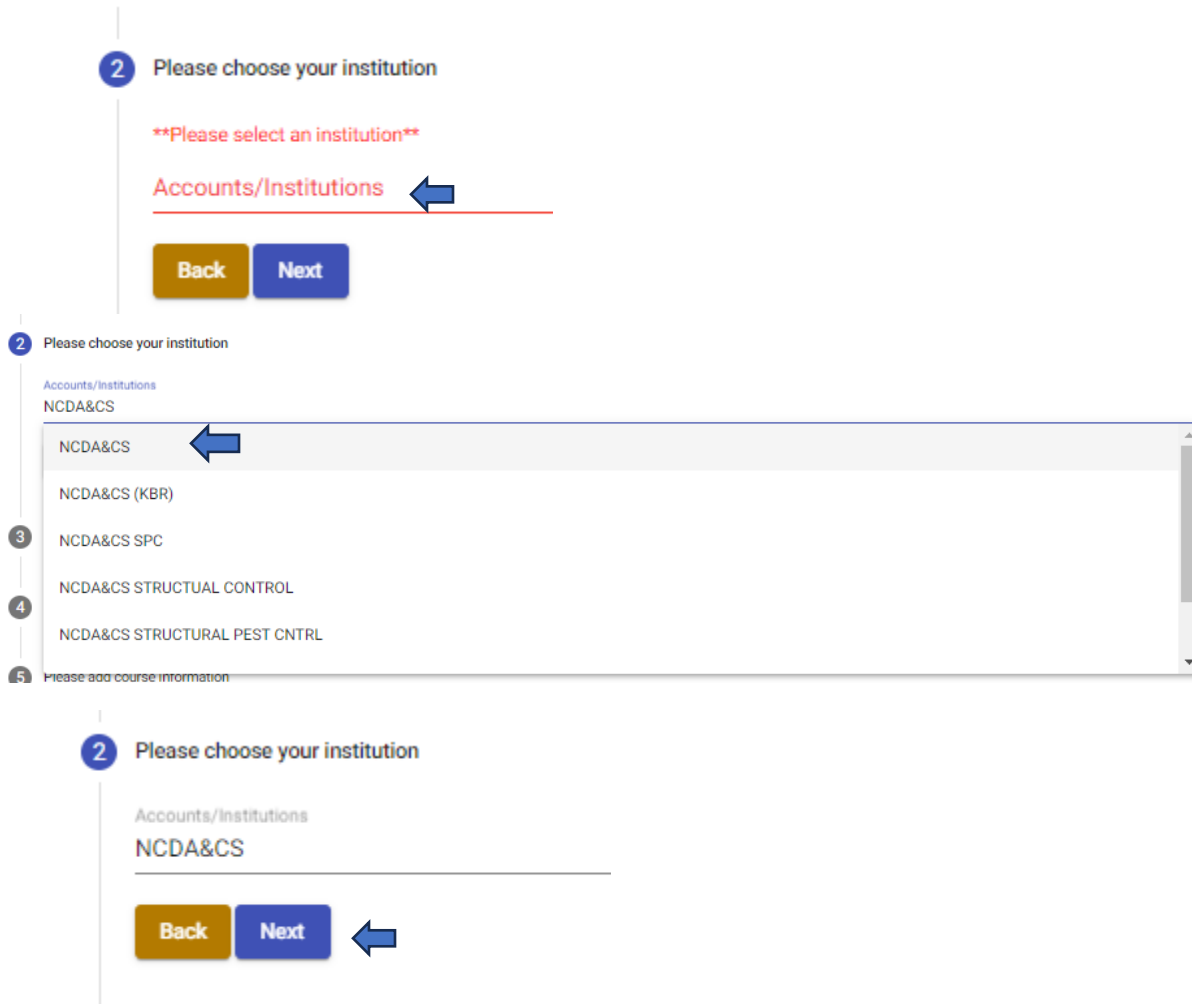 2 Please choose your institution
**Please select an institution**
Accounts/Institutions
Back Next
2 Please choose your institution
Accounts/Institutions
NCDA&CS
NCDA&CS
NCDA&CS (KBR)
3 NCDA&CS SPC
NCDA&CS STRUCTUAL CONTROL
4
NCDA&CS STRUCTURAL PEST CNTRL
5 Please add course information
2 Please choose your institution
Accounts/Institutions
NCDA&CS
Back Next